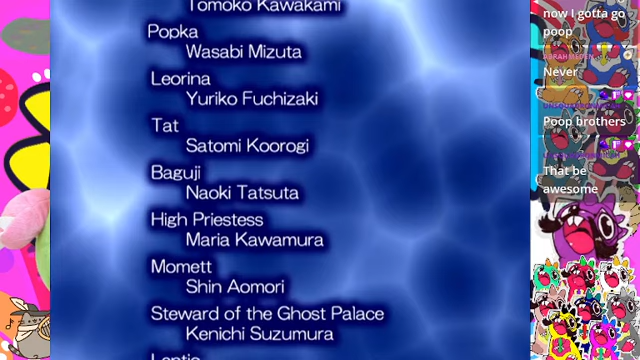 Tomoko Kawakami
Popka
Wasabi Mizuta
Leorina
Yuriko Fuchizaki
Tat
Satomi Koorogi
Baguji
Naoki Tatsuta
High Priestess
Maria Kawamura
Momett
Shin Aomori
Steward of the Ghost Palace
Kenichi Suzumura
now I gotta go
poop
Never
Poop brothers
That be
awesome